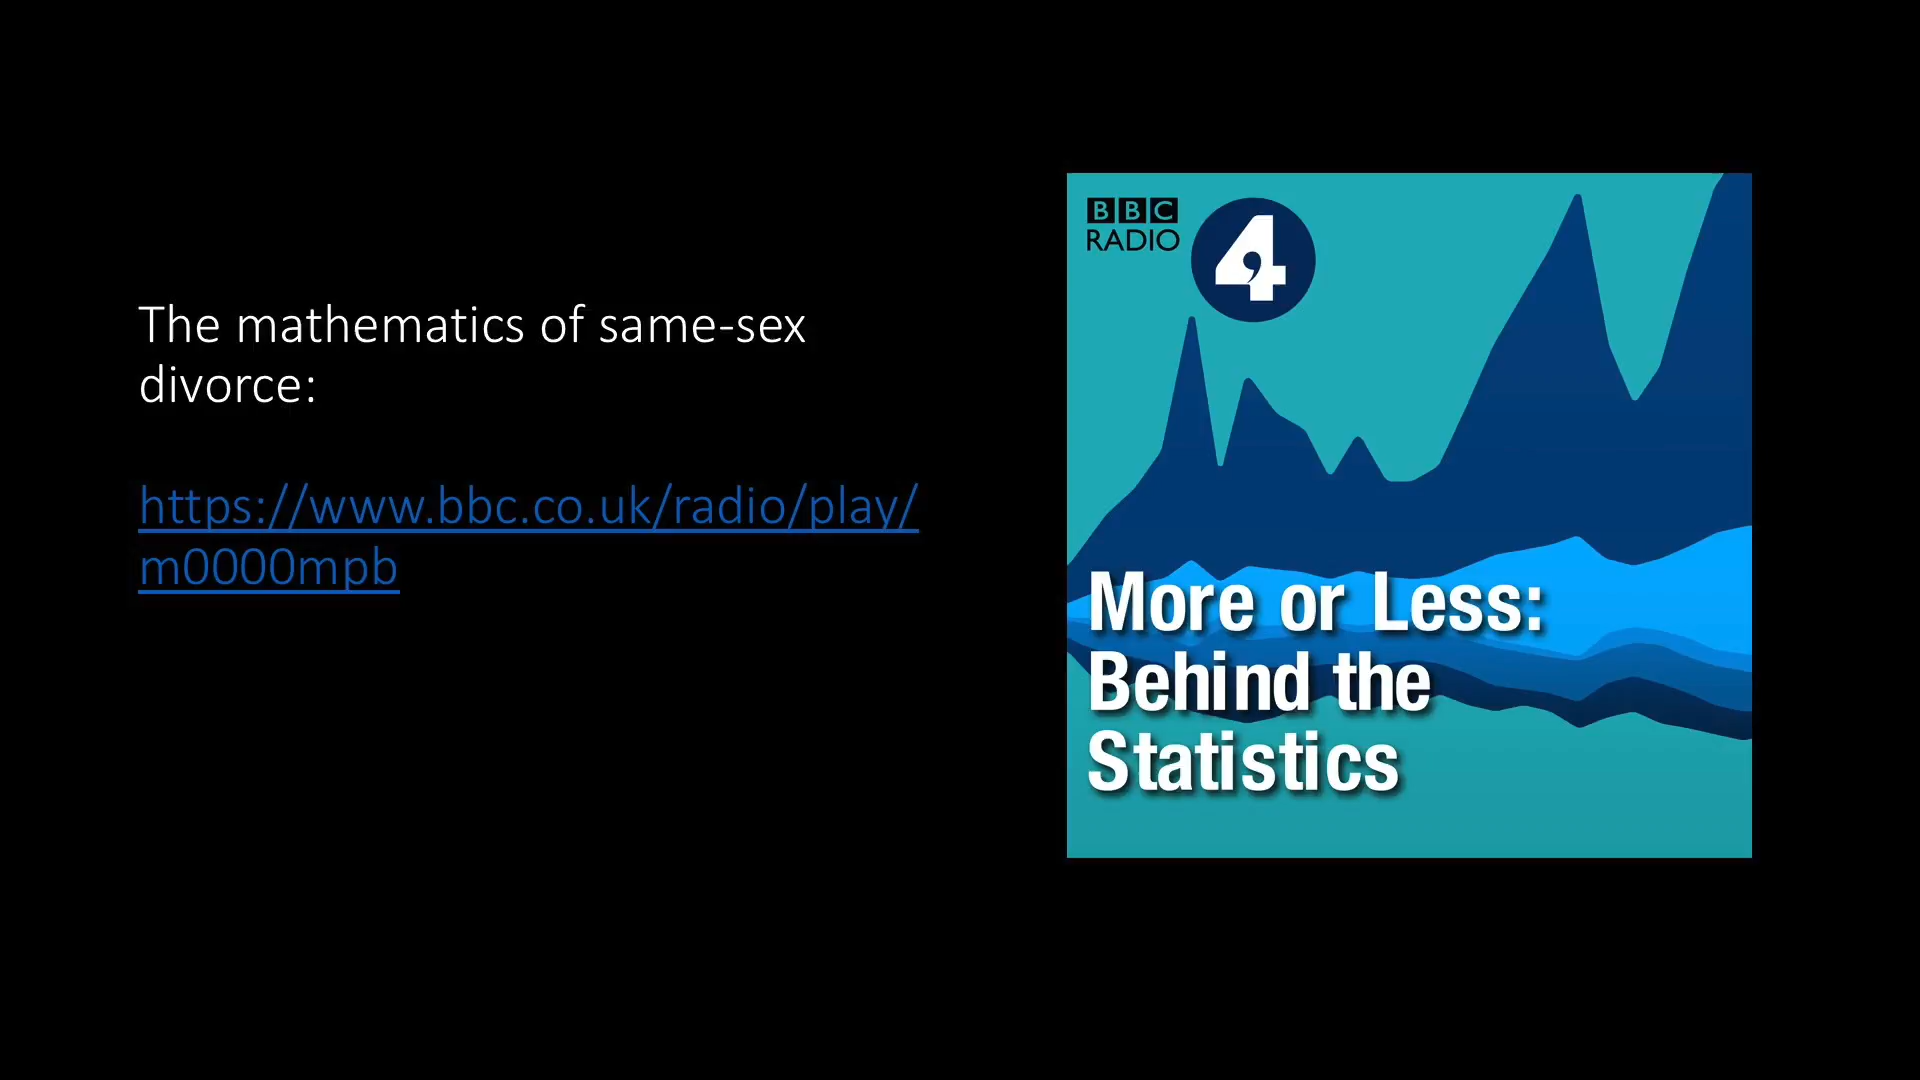 The mathematics of same-sex
divorce:
https://www.bbc.co.uk/radio/play/
m0000mpb
BBC
RADIO
4
More or Less:
Behind the
Statistics